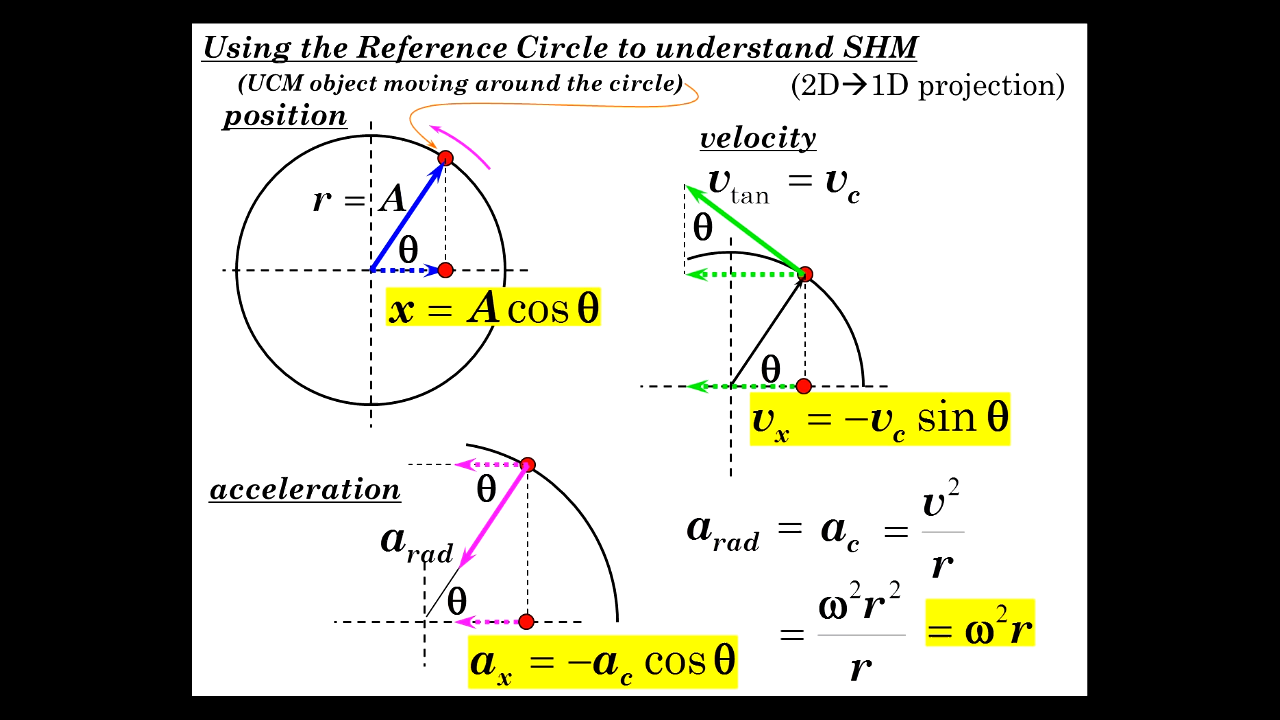 Using the Reference Circle to understand SHM
(UCM object moving around the circle)
(2D→1D projection)
position
r = A
θ
x = A cos θ
velocity
v_tan = v_c
θ
θ
v_x = −v_c sin θ
acceleration
θ
a_rad
θ
a_x = −a_c cos θ
a_rad = a_c = v²/r
= ω²r²/r = ω²r